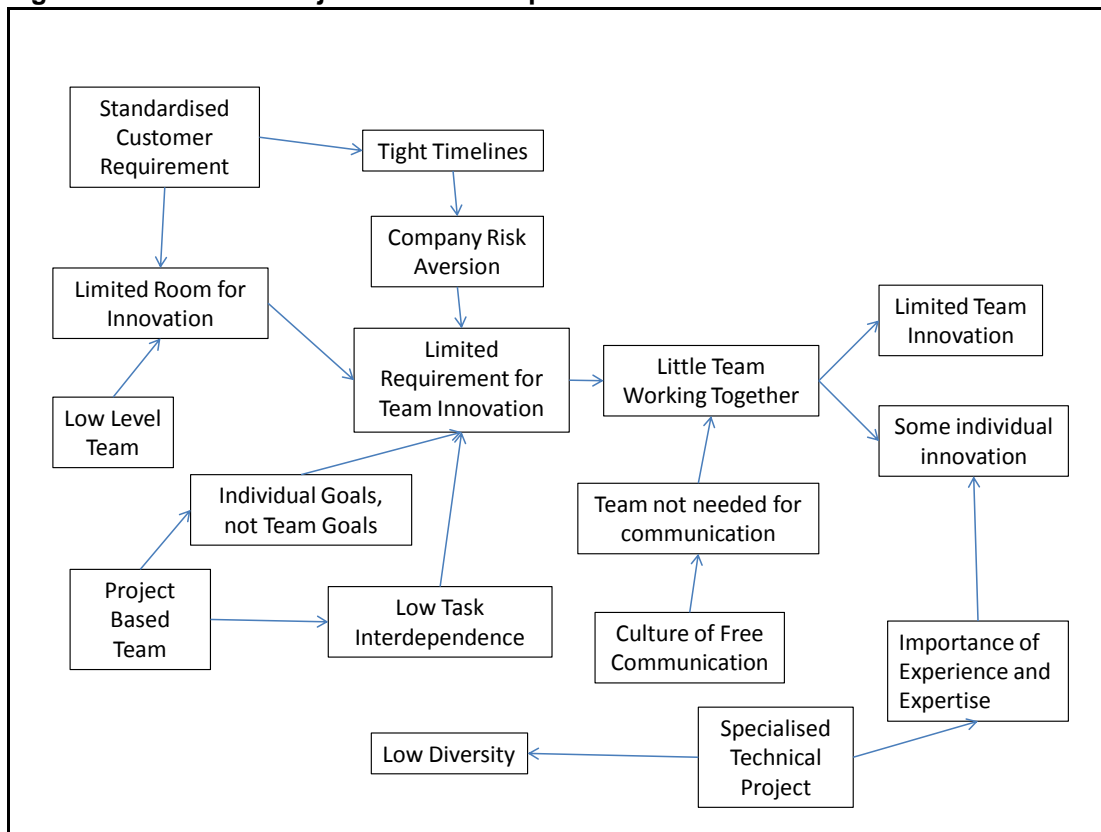 Standardised
Customer
Requirement
Tight Timelines
Company Risk
Aversion
Limited Room for
Innovation
Limited
Requirement for
Team Innovation
Little Team
Working Together
Limited Team
Innovation
Low Level
Team
Some individual
innovation
Individual Goals,
not Team Goals
Team not needed for
communication
Project
Based
Team
Low Task
Interdependence
Culture of Free
Communication
Importance of
Experience and
Expertise
Low Diversity
Specialised
Technical
Project